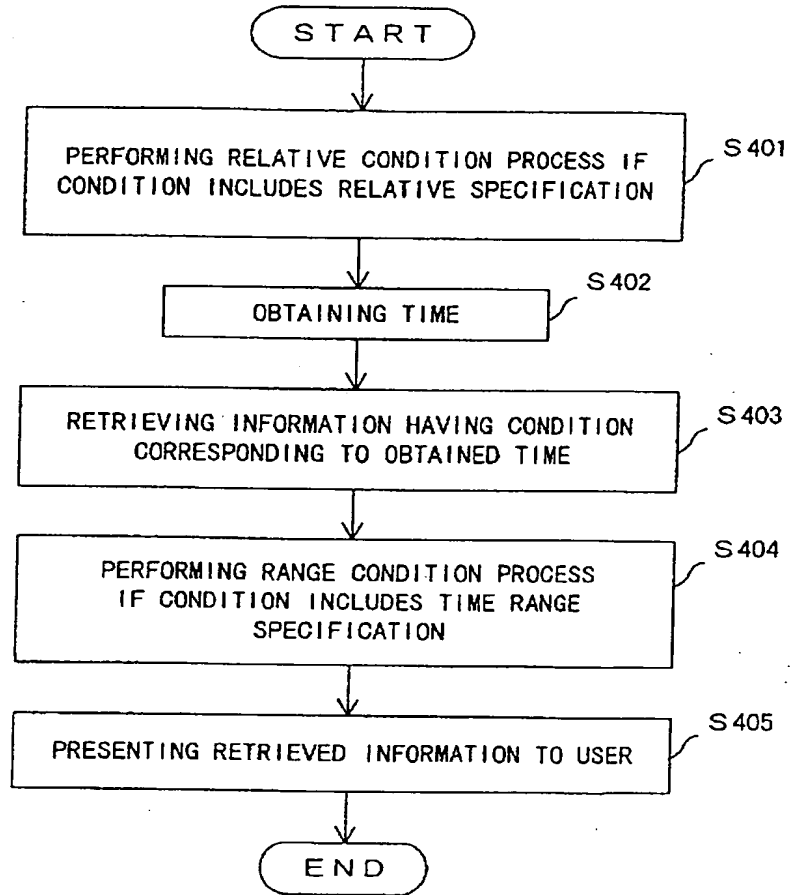 START
PERFORMING RELATIVE CONDITION PROCESS IF
CONDITION INCLUDES RELATIVE SPECIFICATION
S401
OBTAINING TIME
S402
RETRIEVING INFORMATION HAVING CONDITION
CORRESPONDING TO OBTAINED TIME
S403
PERFORMING RANGE CONDITION PROCESS
IF CONDITION INCLUDES TIME RANGE
SPECIFICATION
S404
PRESENTING RETRIEVED INFORMATION TO USER
S405
END